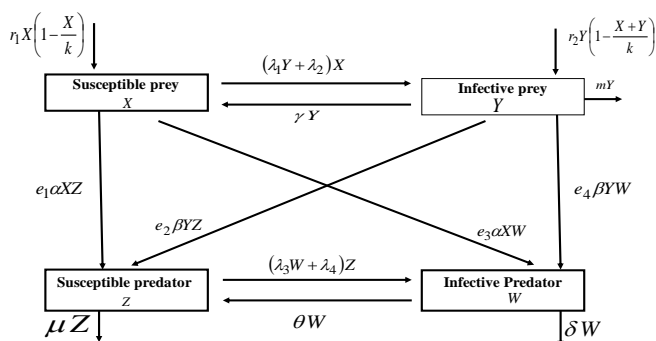 r₁X(1−X/k)
r₂Y(1−(X+Y)/k)
Susceptible prey
X
(λ₁Y + λ₂)X
γ Y
Infective prey
Y
mY
e₁αXZ
e₂βYZ
e₃αXW
e₄βYW
Susceptible predator
Z
(λ₃W + λ₄)Z
θW
Infective Predator
W
μZ
δW